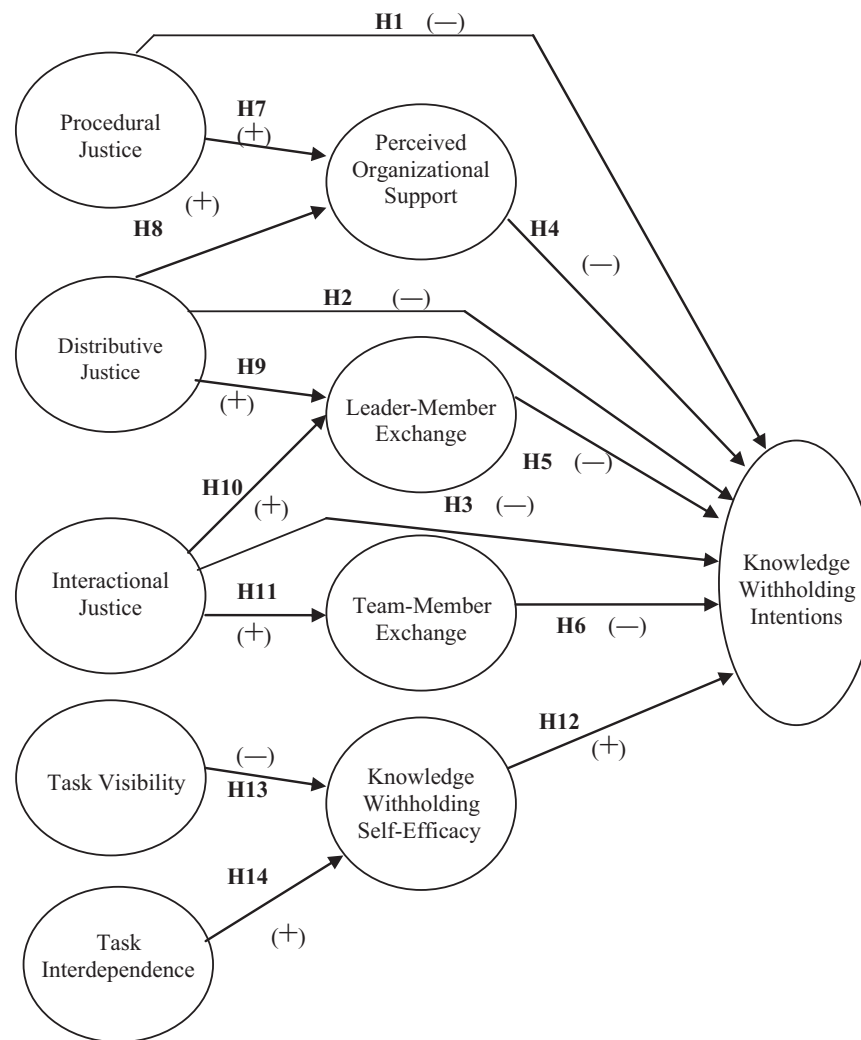 H1 (—)
H7
(+)
Procedural
Justice
Perceived
Organizational
Support
(+)
H8
H4
(—)
H2 (—)
Distributive
Justice
H9
(+)
Leader-Member
Exchange
H5 (—)
H10
(+)
H3 (—)
Interactional
Justice
H11
(+)
Team-Member
Exchange
H6 (—)
Knowledge
Withholding
Intentions
H12
(+)
Task Visibility
(—)
H13
Knowledge
Withholding
Self-Efficacy
H14
(+)
Task
Interdependence